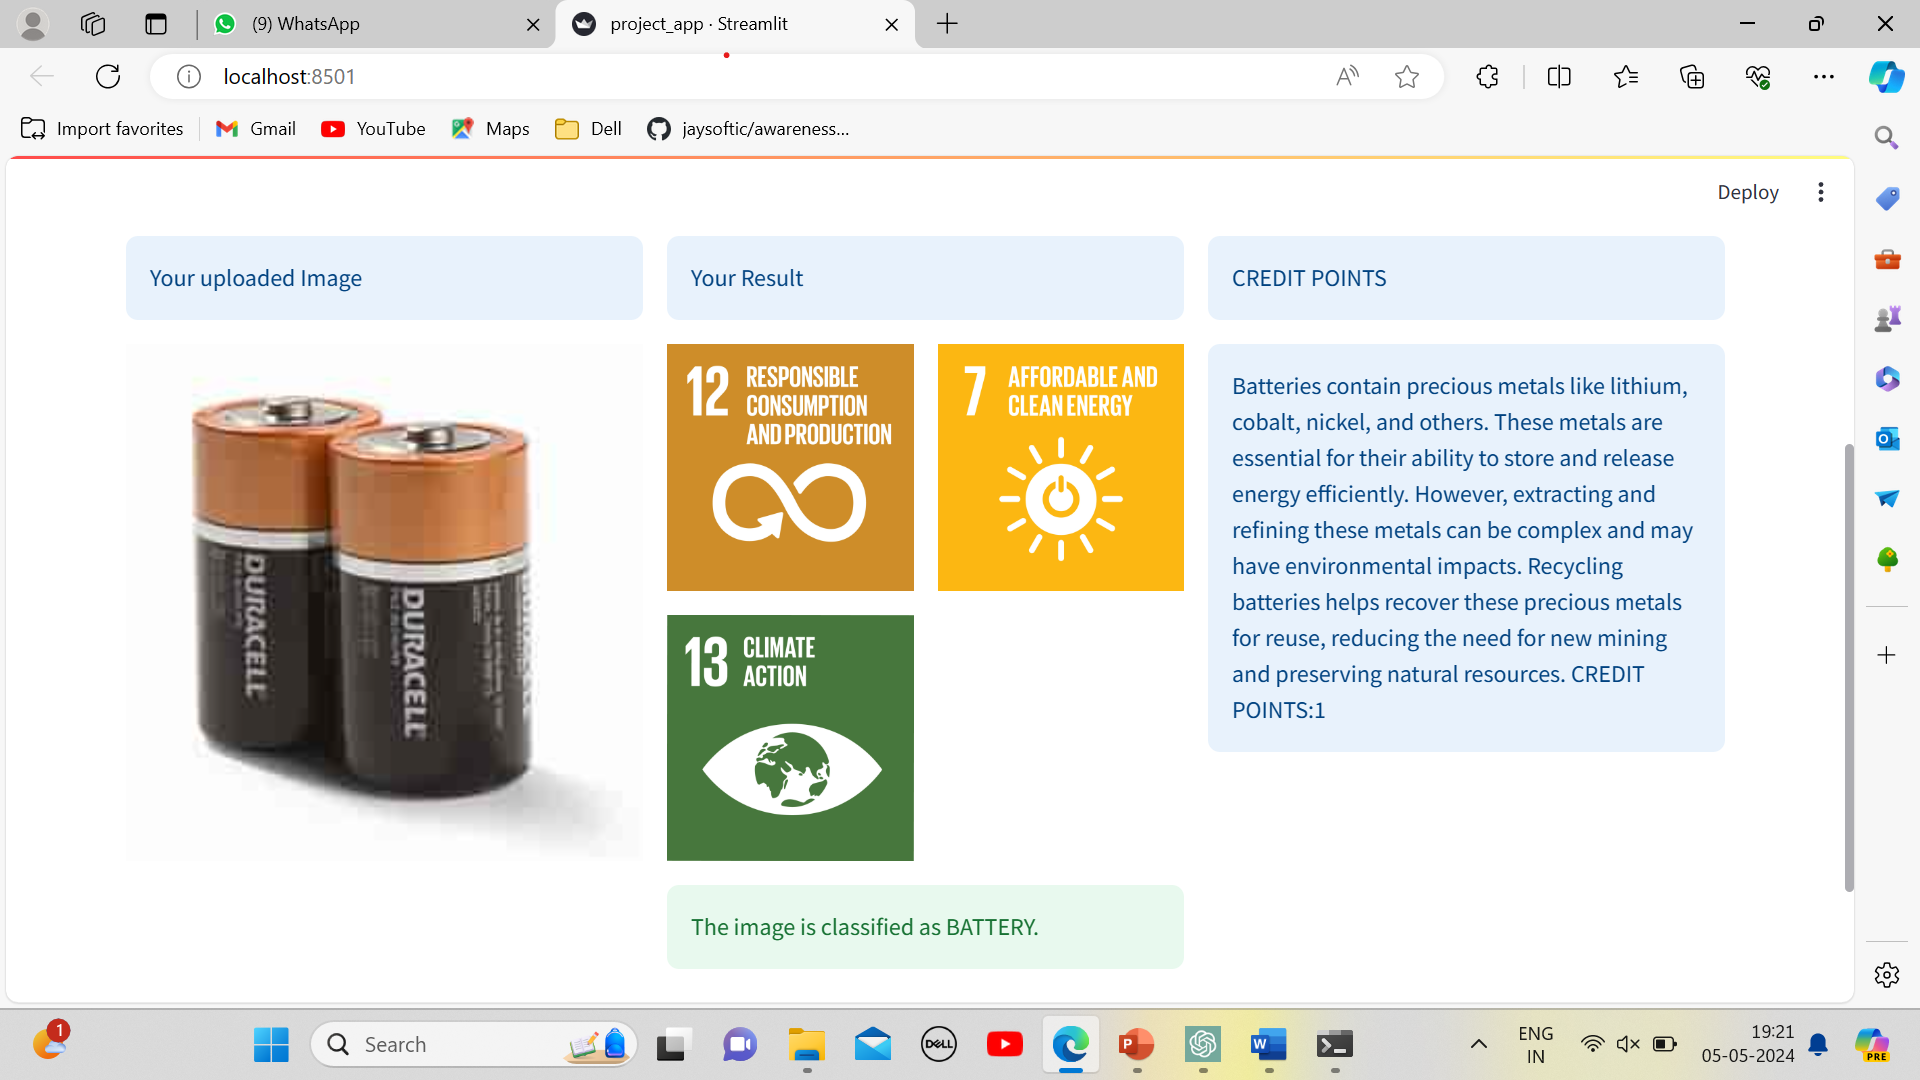 (9) WhatsApp
project_app · Streamlit
localhost:8501
Import favorites
Gmail
YouTube
Maps
Dell
jaysoftic/awareness...
Deploy
Your uploaded Image
Your Result
CREDIT POINTS
DURACELL
DURACELL
12 RESPONSIBLE
CONSUMPTION
AND PRODUCTION
7 AFFORDABLE AND
CLEAN ENERGY
13 CLIMATE
ACTION
The image is classified as BATTERY.
Batteries contain precious metals like lithium,
cobalt, nickel, and others. These metals are
essential for their ability to store and release
energy efficiently. However, extracting and
refining these metals can be complex and may
have environmental impacts. Recycling
batteries helps recover these precious metals
for reuse, reducing the need for new mining
and preserving natural resources. CREDIT
POINTS:1
1
Search
DELL
ENG
IN
19:21
05-05-2024
PRE